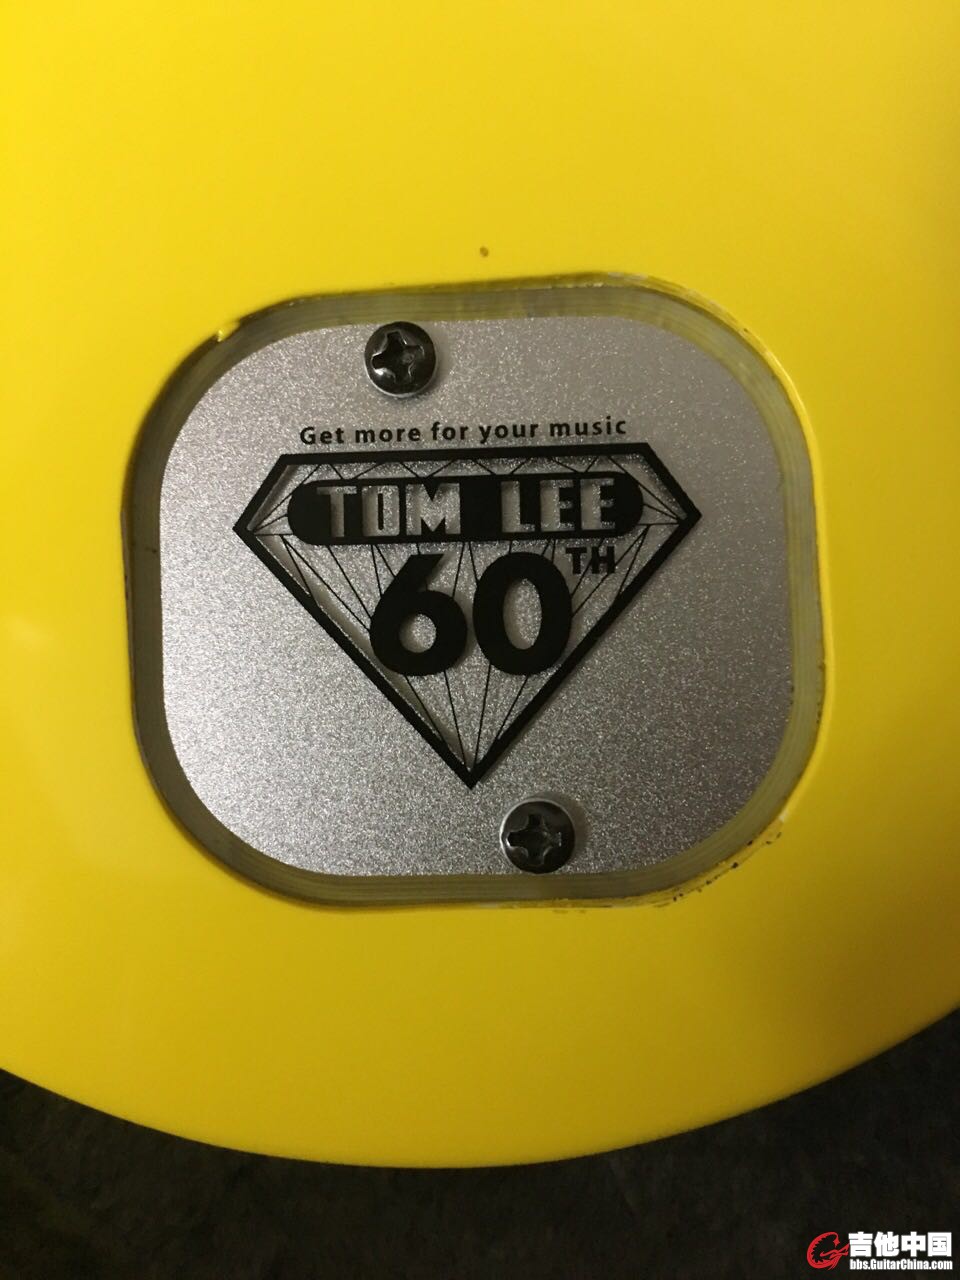 Get more for your music
TOM LEE
60TH
吉他中国
bbs.GuitarChina.com